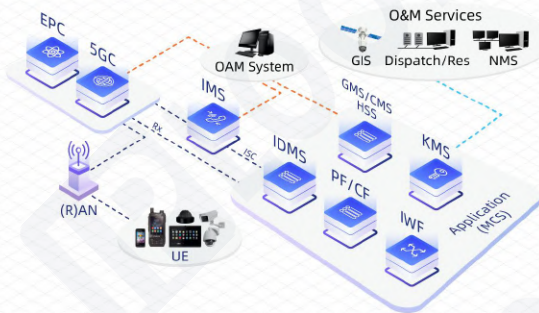 O&M Services
EPC
5GC
OAM System
GIS
Dispatch/Res
NMS
IMS
GMS/CMS
HSS
RX
ISC
IDMS
KMS
PF/CF
(R)AN
IWF
Application
(MCS)
UE